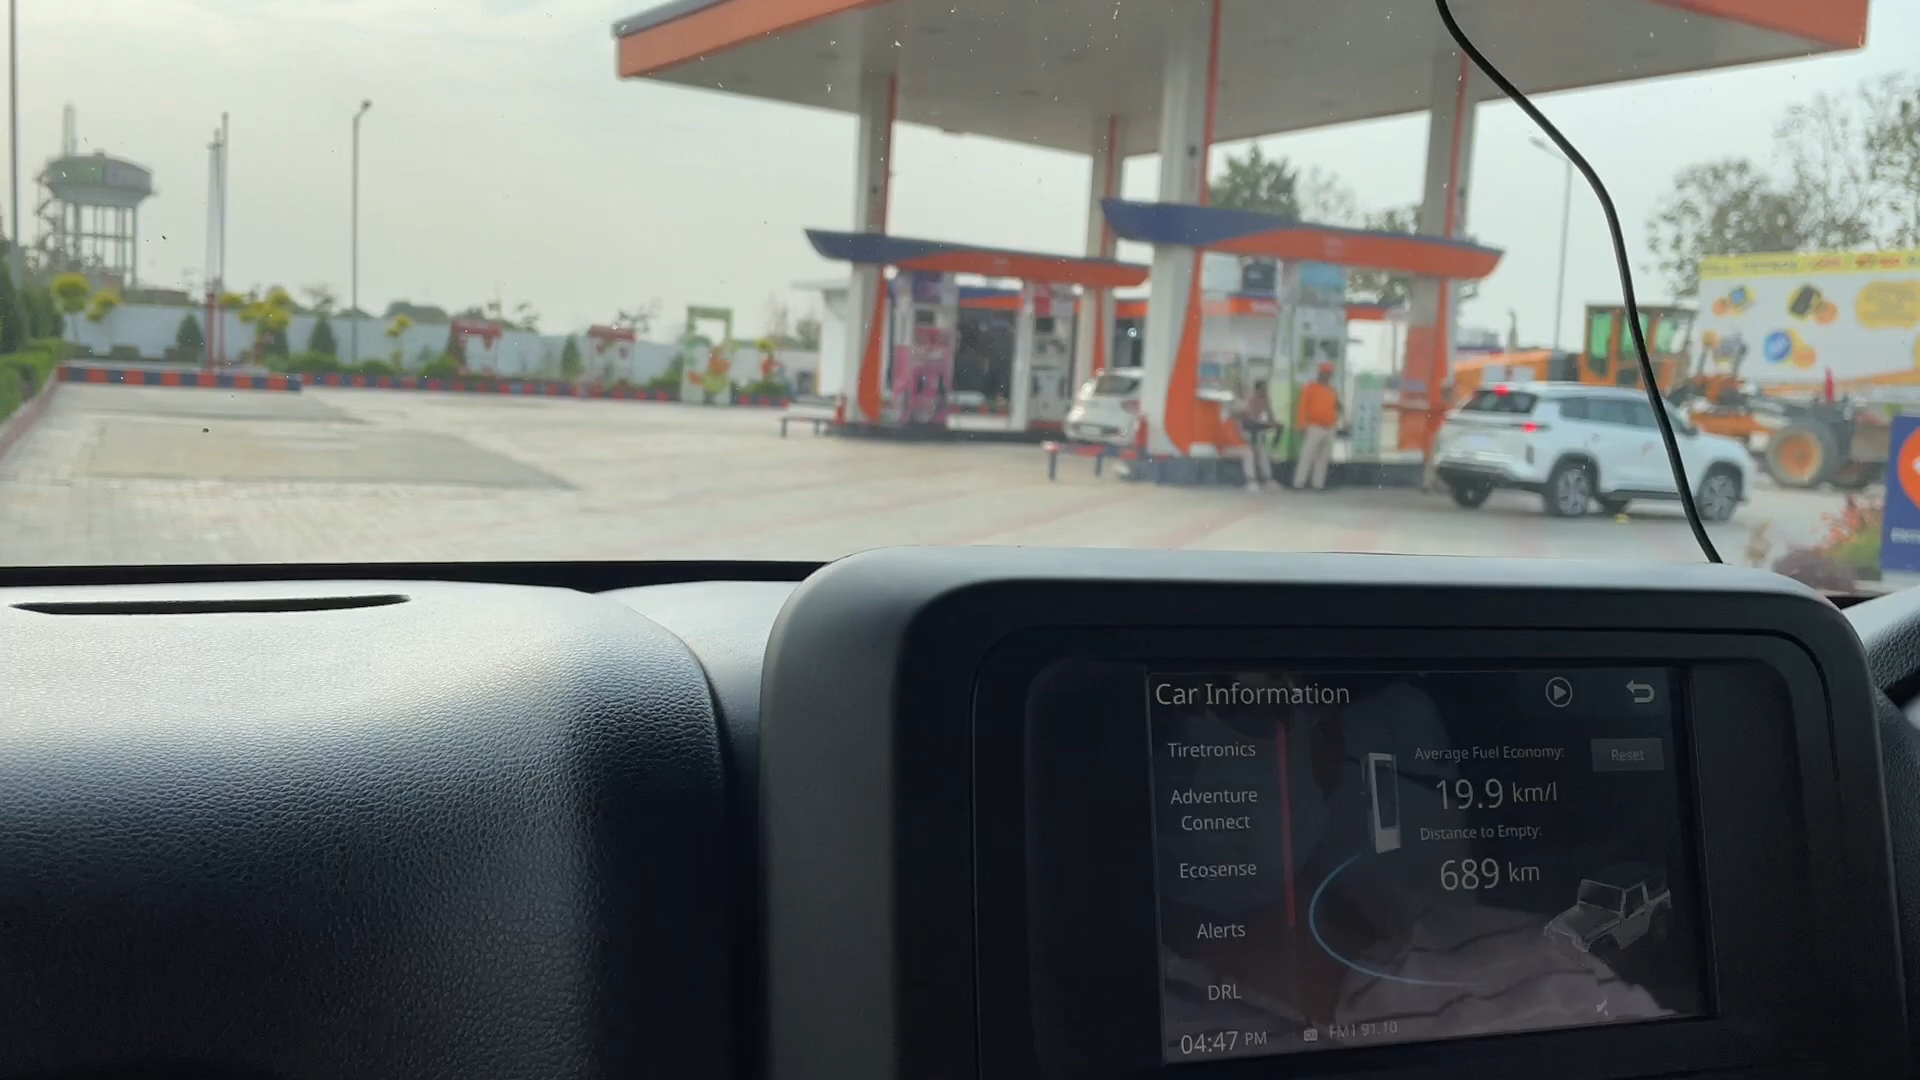 Car Information
Tiretronics
Adventure
Connect
Ecosense
Alerts
DRL
Average Fuel Economy:
Reset
19.9 km/l
Distance to Empty:
689 km
04:47 PM
FM1 91.10